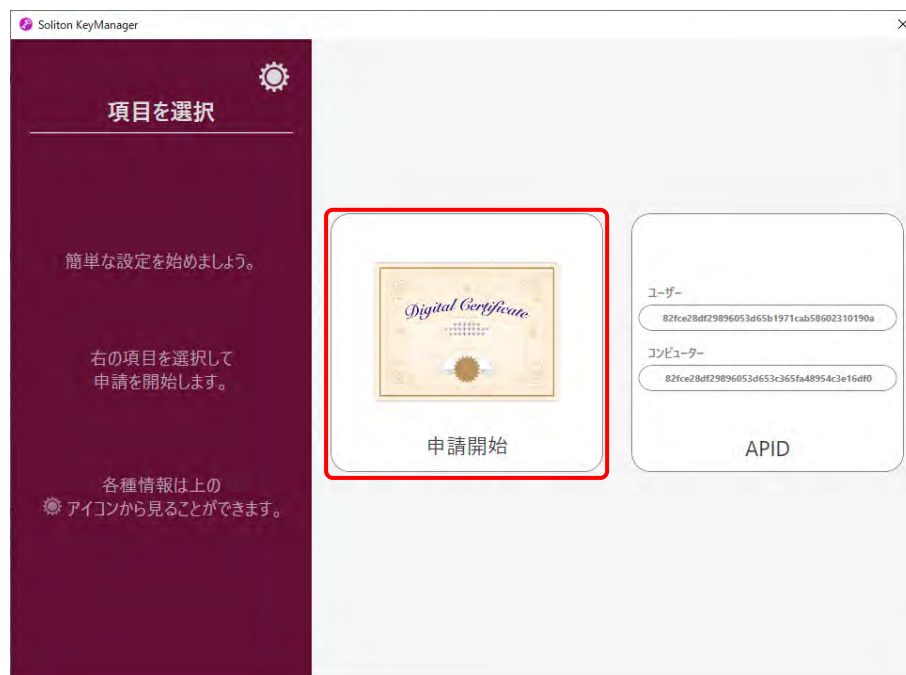 Soliton KeyManager
項目を選択
簡単な設定を始めましょう。
右の項目を選択して
申請を開始します。
各種情報は上の
アイコンから見ることができます。
Digital Certificate
申請開始
ユーザー
82fce28df29896053d65b1971cab58602310190a
コンピューター
82fce28df29896053d653c365fa48954c3e16df0
APID